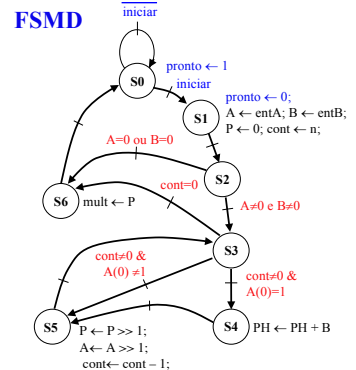 iniciar
FSMD
S0
pronto ← 1
iniciar
S1
pronto ← 0;
A ← entA; B ← entB;
P ← 0; cont ← n;
A=0 ou B=0
S2
cont=0
S6
mult ← P
A≠0 e B≠0
S3
cont≠0 &
A(0) ≠1
cont≠0 &
A(0)=1
S5
P ← P >> 1;
A← A >> 1;
cont← cont – 1;
S4
PH ← PH + B